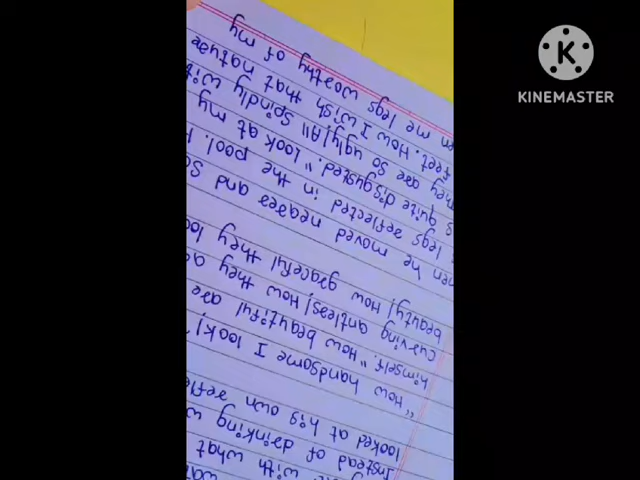 with what
Instead of drinking
looked at his own
“How handsome I look!
himself. “How beautiful are
curving antlers! How they
beauty! How graceful they
he moved nearer and
legs reflected in the pool.
quite disgusted. “Look at my
are so ugly! All spindly
feet. How I wish that nature
me legs worthy of my
KINEMASTER